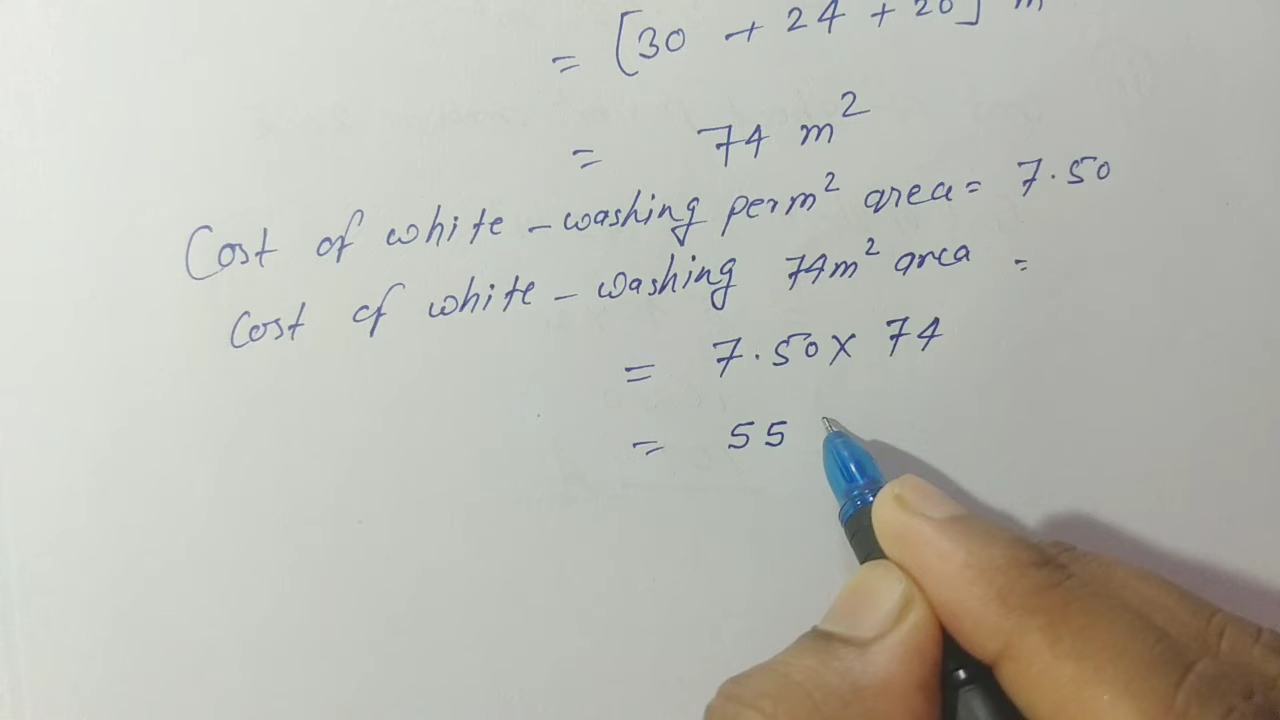 = [30 + 24 + 20] m
= 74 m²
Cost of white-washing per m² area = 7.50
Cost of white-washing 74m² area =
= 7.50 x 74
= 55